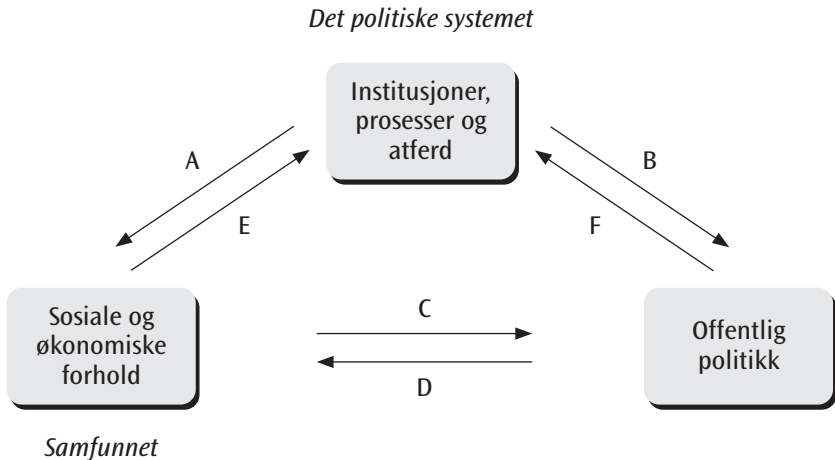 Det politiske systemet
Institusjoner,
prosesser og
atferd
A
B
E
F
Sosiale og
økonomiske
forhold
C
D
Offentlig
politikk
Samfunnet